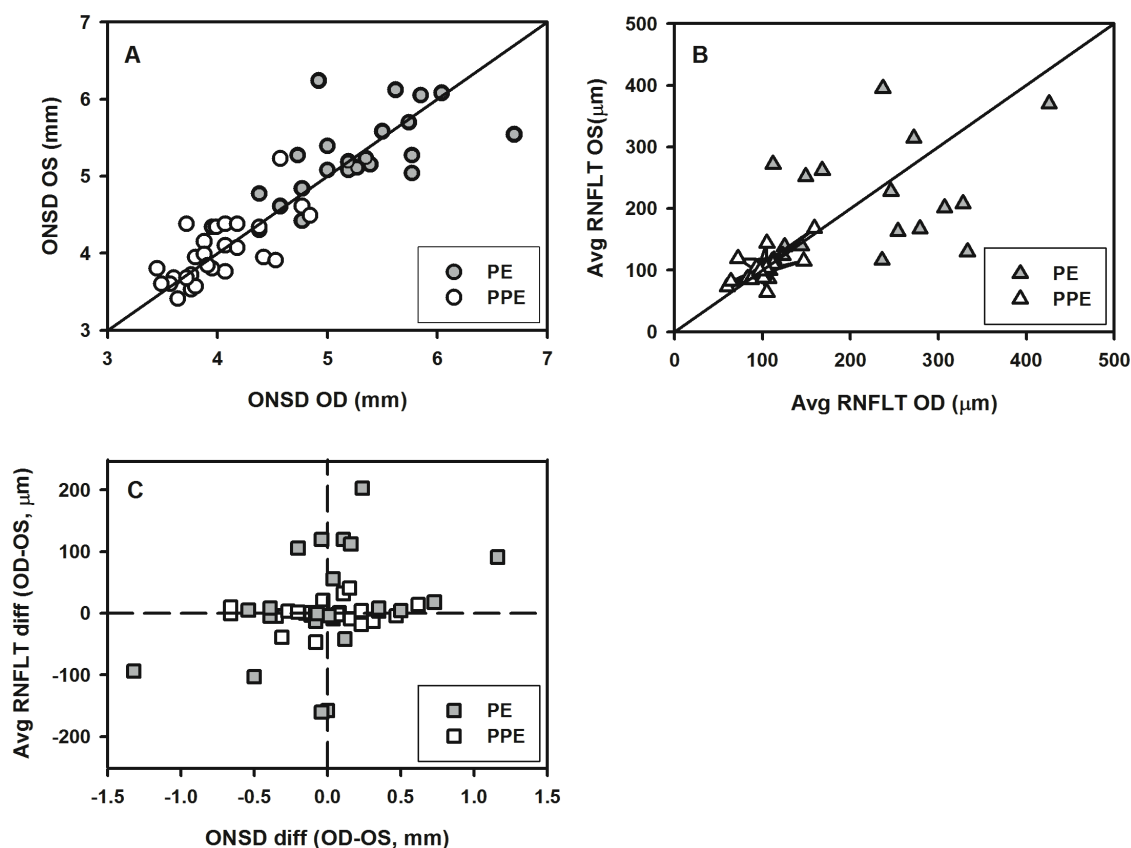 A
7
6
5
4
3
ONSD OS (mm)
PE
PPE
3
4
5
6
7
ONSD OD (mm)
B
500
400
300
200
100
0
Avg RNFLT OS(μm)
PE
PPE
0
100
200
300
400
500
Avg RNFLT OD (μm)
C
200
100
0
-100
-200
Avg RNFLT diff (OD-OS, μm)
PE
PPE
-1.5
-1.0
-0.5
0.0
0.5
1.0
1.5
ONSD diff (OD-OS, mm)